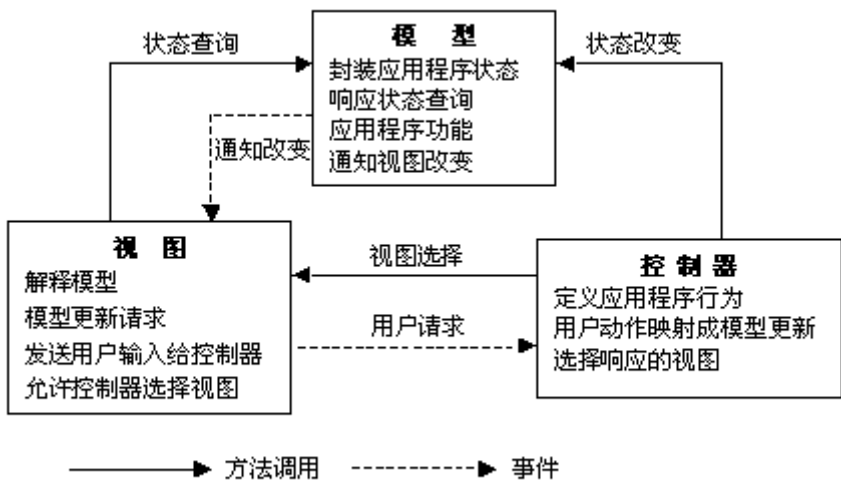 状态查询
模 型
封装应用程序状态
响应状态查询
应用程序功能
通知视图改变
状态改变
通知改变
视 图
解释模型
模型更新请求
发送用户输入给控制器
允许控制器选择视图
视图选择
用户请求
控 制 器
定义应用程序行为
用户动作映射成模型更新
选择响应的视图
方法调用
事件